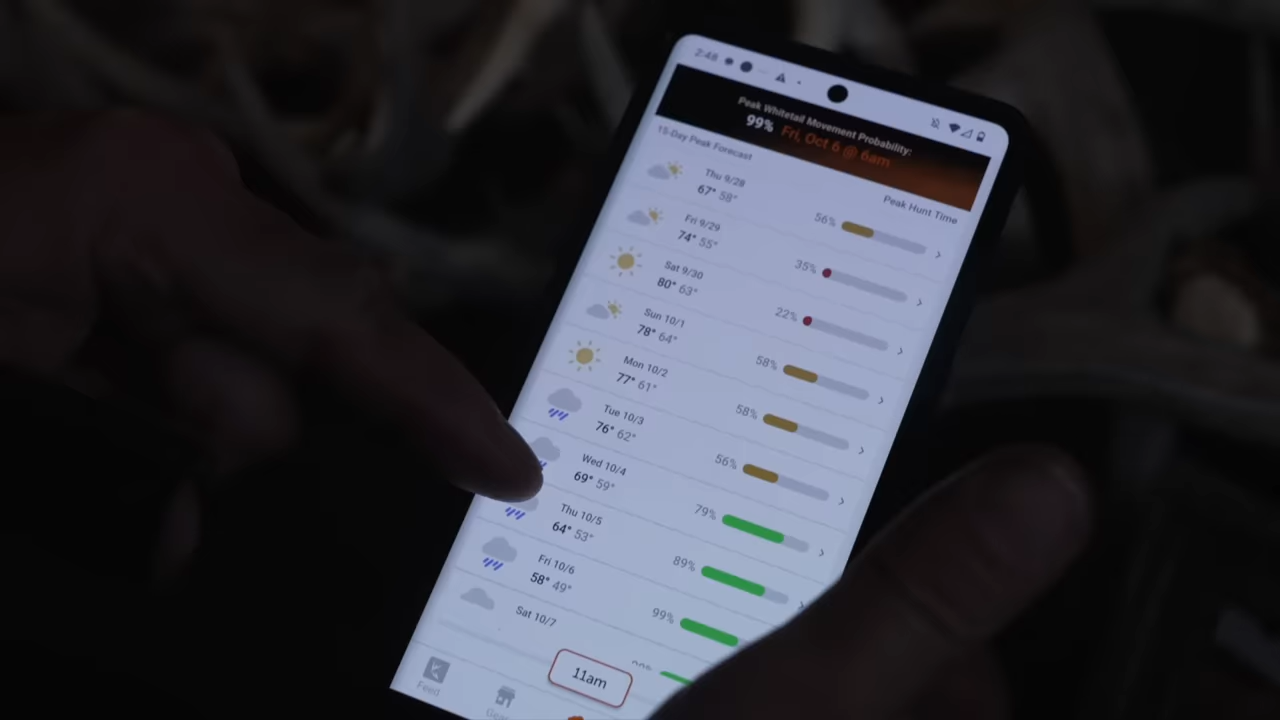 2:48
Peak Whitetail Movement Probability:
99% Fri, Oct 6 @ 6am
15-Day Peak Forecast
Peak Hunt Time
Thu 9/28
67° 58°
56%
Fri 9/29
74° 55°
35%
Sat 9/30
80° 63°
22%
Sun 10/1
78° 64°
58%
Mon 10/2
77° 61°
58%
Tue 10/3
76° 62°
56%
Wed 10/4
69° 59°
79%
Thu 10/5
64° 53°
89%
Fri 10/6
58° 49°
99%
Sat 10/7
11am
Feed